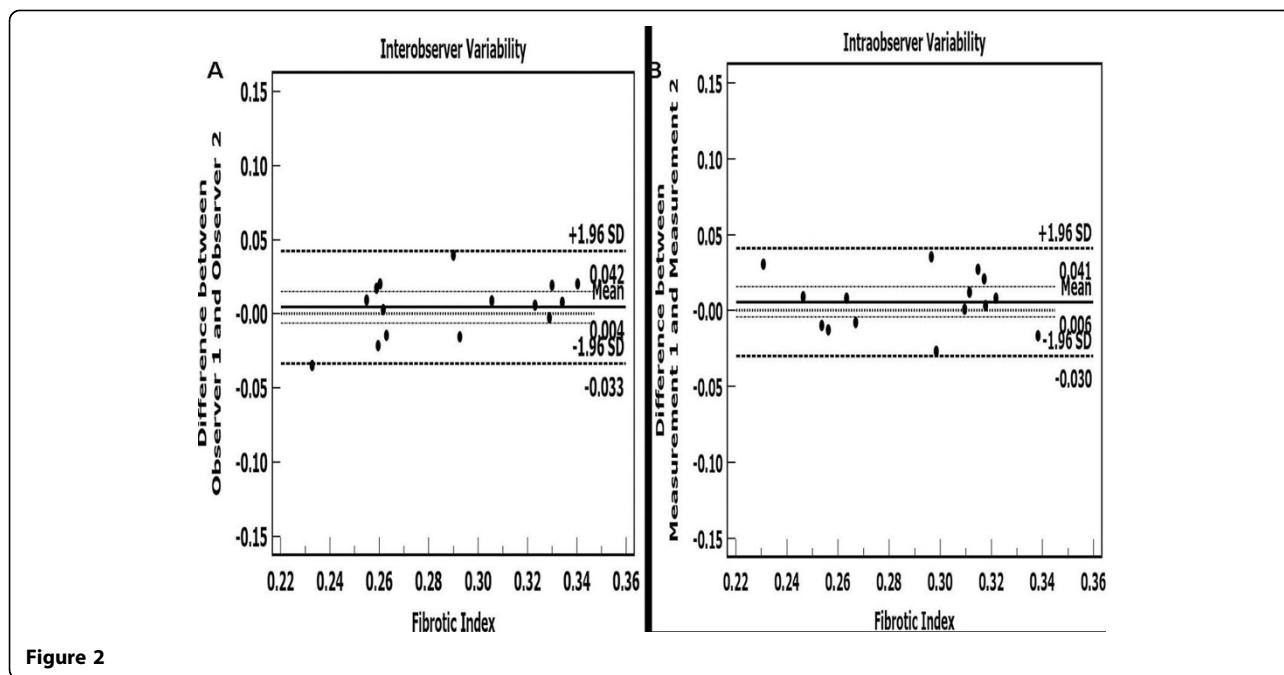 Interobserver Variability
A
Difference between
Observer 1 and Observer 2
0.15
0.10
0.05
-0.00
-0.05
-0.10
-0.15
+1.96 SD
0.042
Mean
0.004
-1.96 SD
-0.033
0.22 0.24 0.26 0.28 0.30 0.32 0.34 0.36
Fibrotic Index
Intraobserver Variability
B
Difference between
Measurement 1 and Measurement 2
0.15
0.10
0.05
-0.00
-0.05
-0.10
-0.15
+1.96 SD
0.041
Mean
0.006
-1.96 SD
-0.030
0.22 0.24 0.26 0.28 0.30 0.32 0.34 0.36
Fibrotic Index
Figure 2